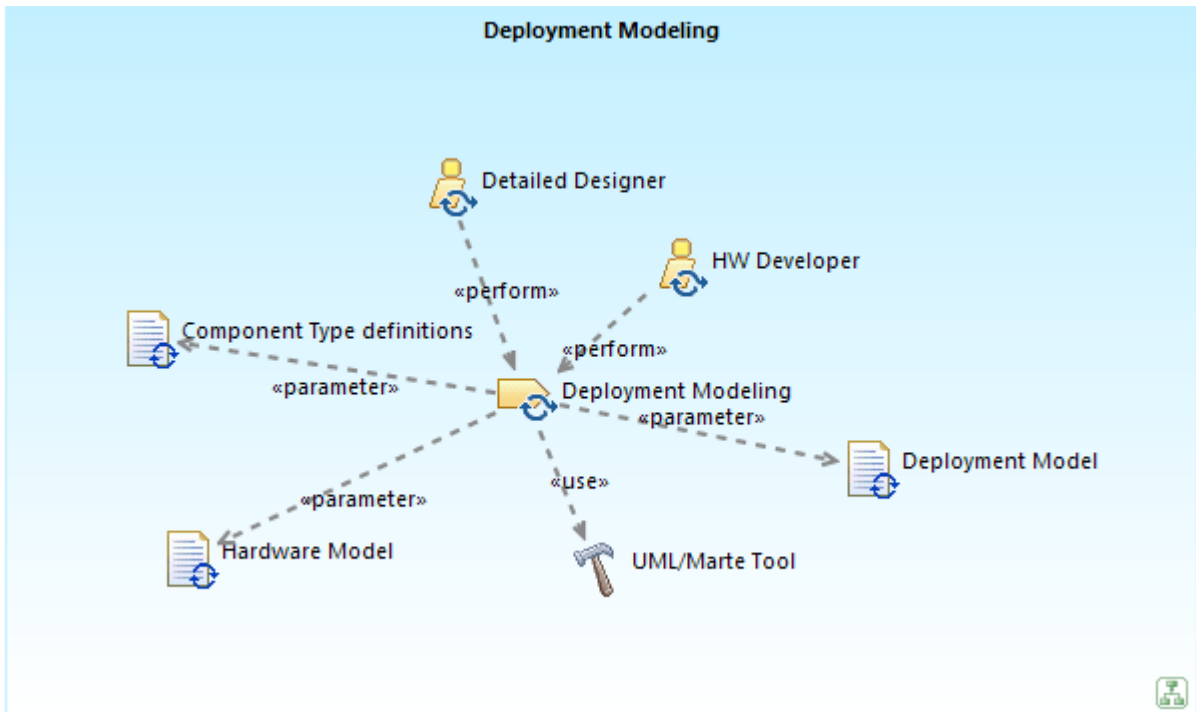 Deployment Modeling
Detailed Designer
HW Developer
«perform»
Component Type definitions
«perform»
«parameter»
Deployment Modeling
«parameter»
Deployment Model
«use»
«parameter»
Hardware Model
UML/Marte Tool